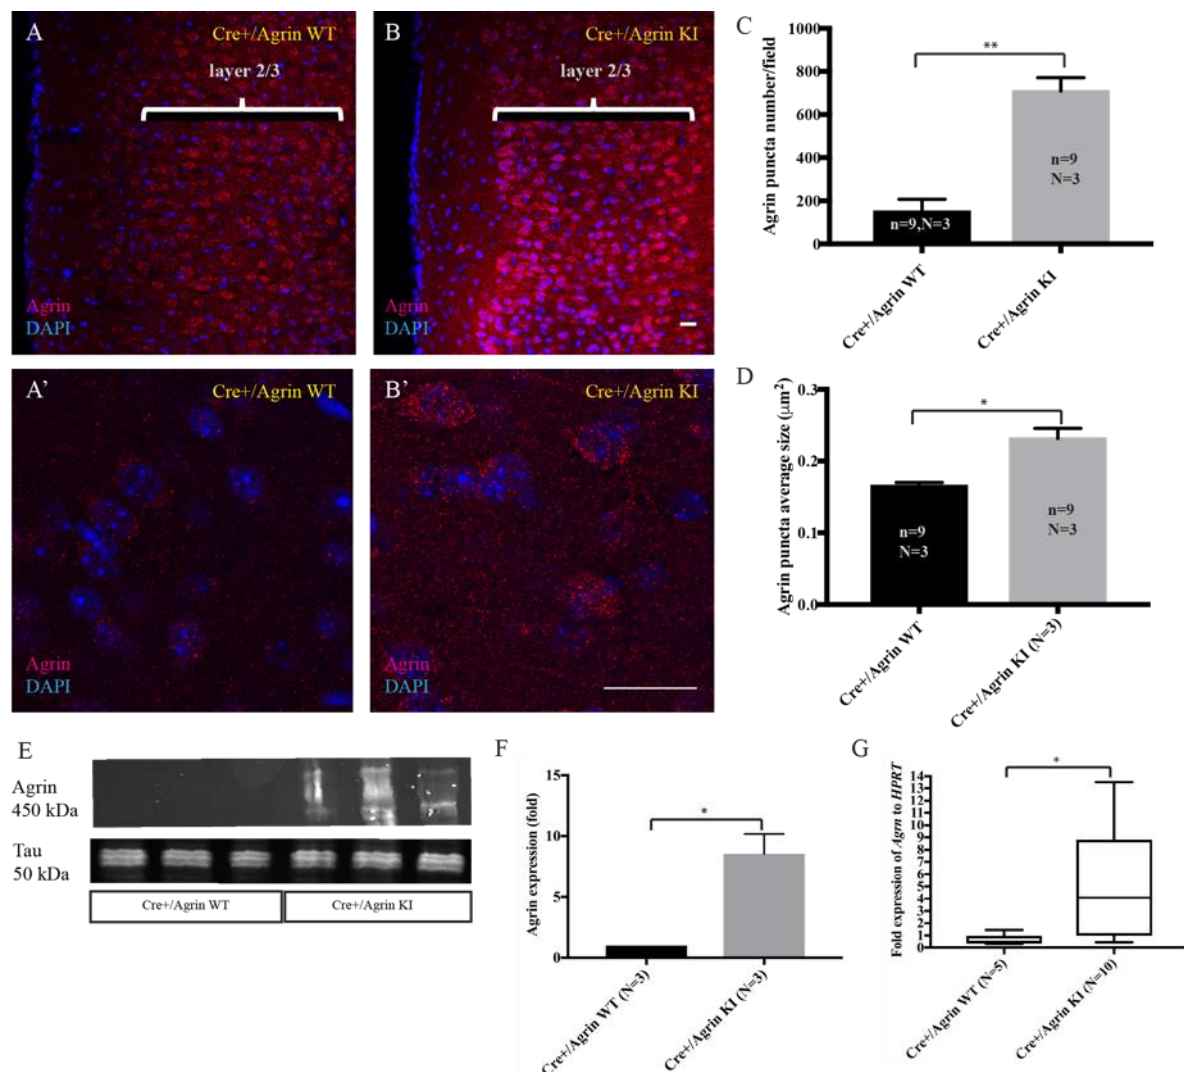 A
Cre+/Agrin WT
layer 2/3
Agrin
DAPI
B
Cre+/Agrin KI
layer 2/3
Agrin
DAPI
C
1000
800
600
400
200
0
Agrin puncta number/field
**
n=9,N=3
n=9
N=3
Cre+/Agrin WT
Cre+/Agrin KI
A'
Cre+/Agrin WT
Agrin
DAPI
B'
Cre+/Agrin KI
Agrin
DAPI
D
0.3
0.2
0.1
0.0
Agrin puncta average size (μm²)
*
n=9
N=3
n=9
N=3
Cre+/Agrin WT
Cre+/Agrin KI (N=3)
E
Agrin
450 kDa
Tau
50 kDa
Cre+/Agrin WT
Cre+/Agrin KI
F
15
10
5
0
Agrin expression (fold)
*
Cre+/Agrin WT (N=3)
Cre+/Agrin KI (N=3)
G
14
13
12
11
10
9
8
7
6
5
4
3
2
1
0
Fold expression of Agrn to HPRT
*
Cre+/Agrin WT (N=5)
Cre+/Agrin KI (N=10)